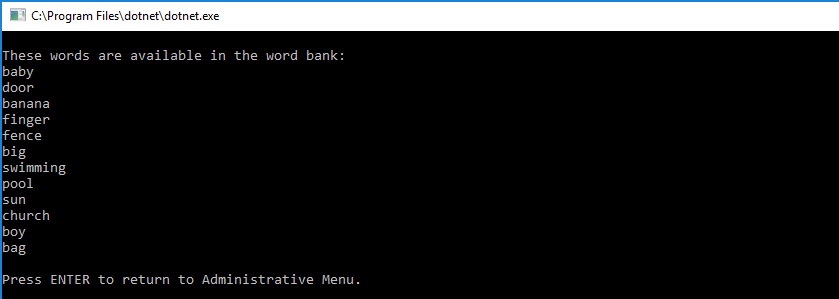 C:\Program Files\dotnet\dotnet.exe
These words are available in the word bank:
baby
door
banana
finger
fence
big
swimming
pool
sun
church
boy
bag
Press ENTER to return to Administrative Menu.